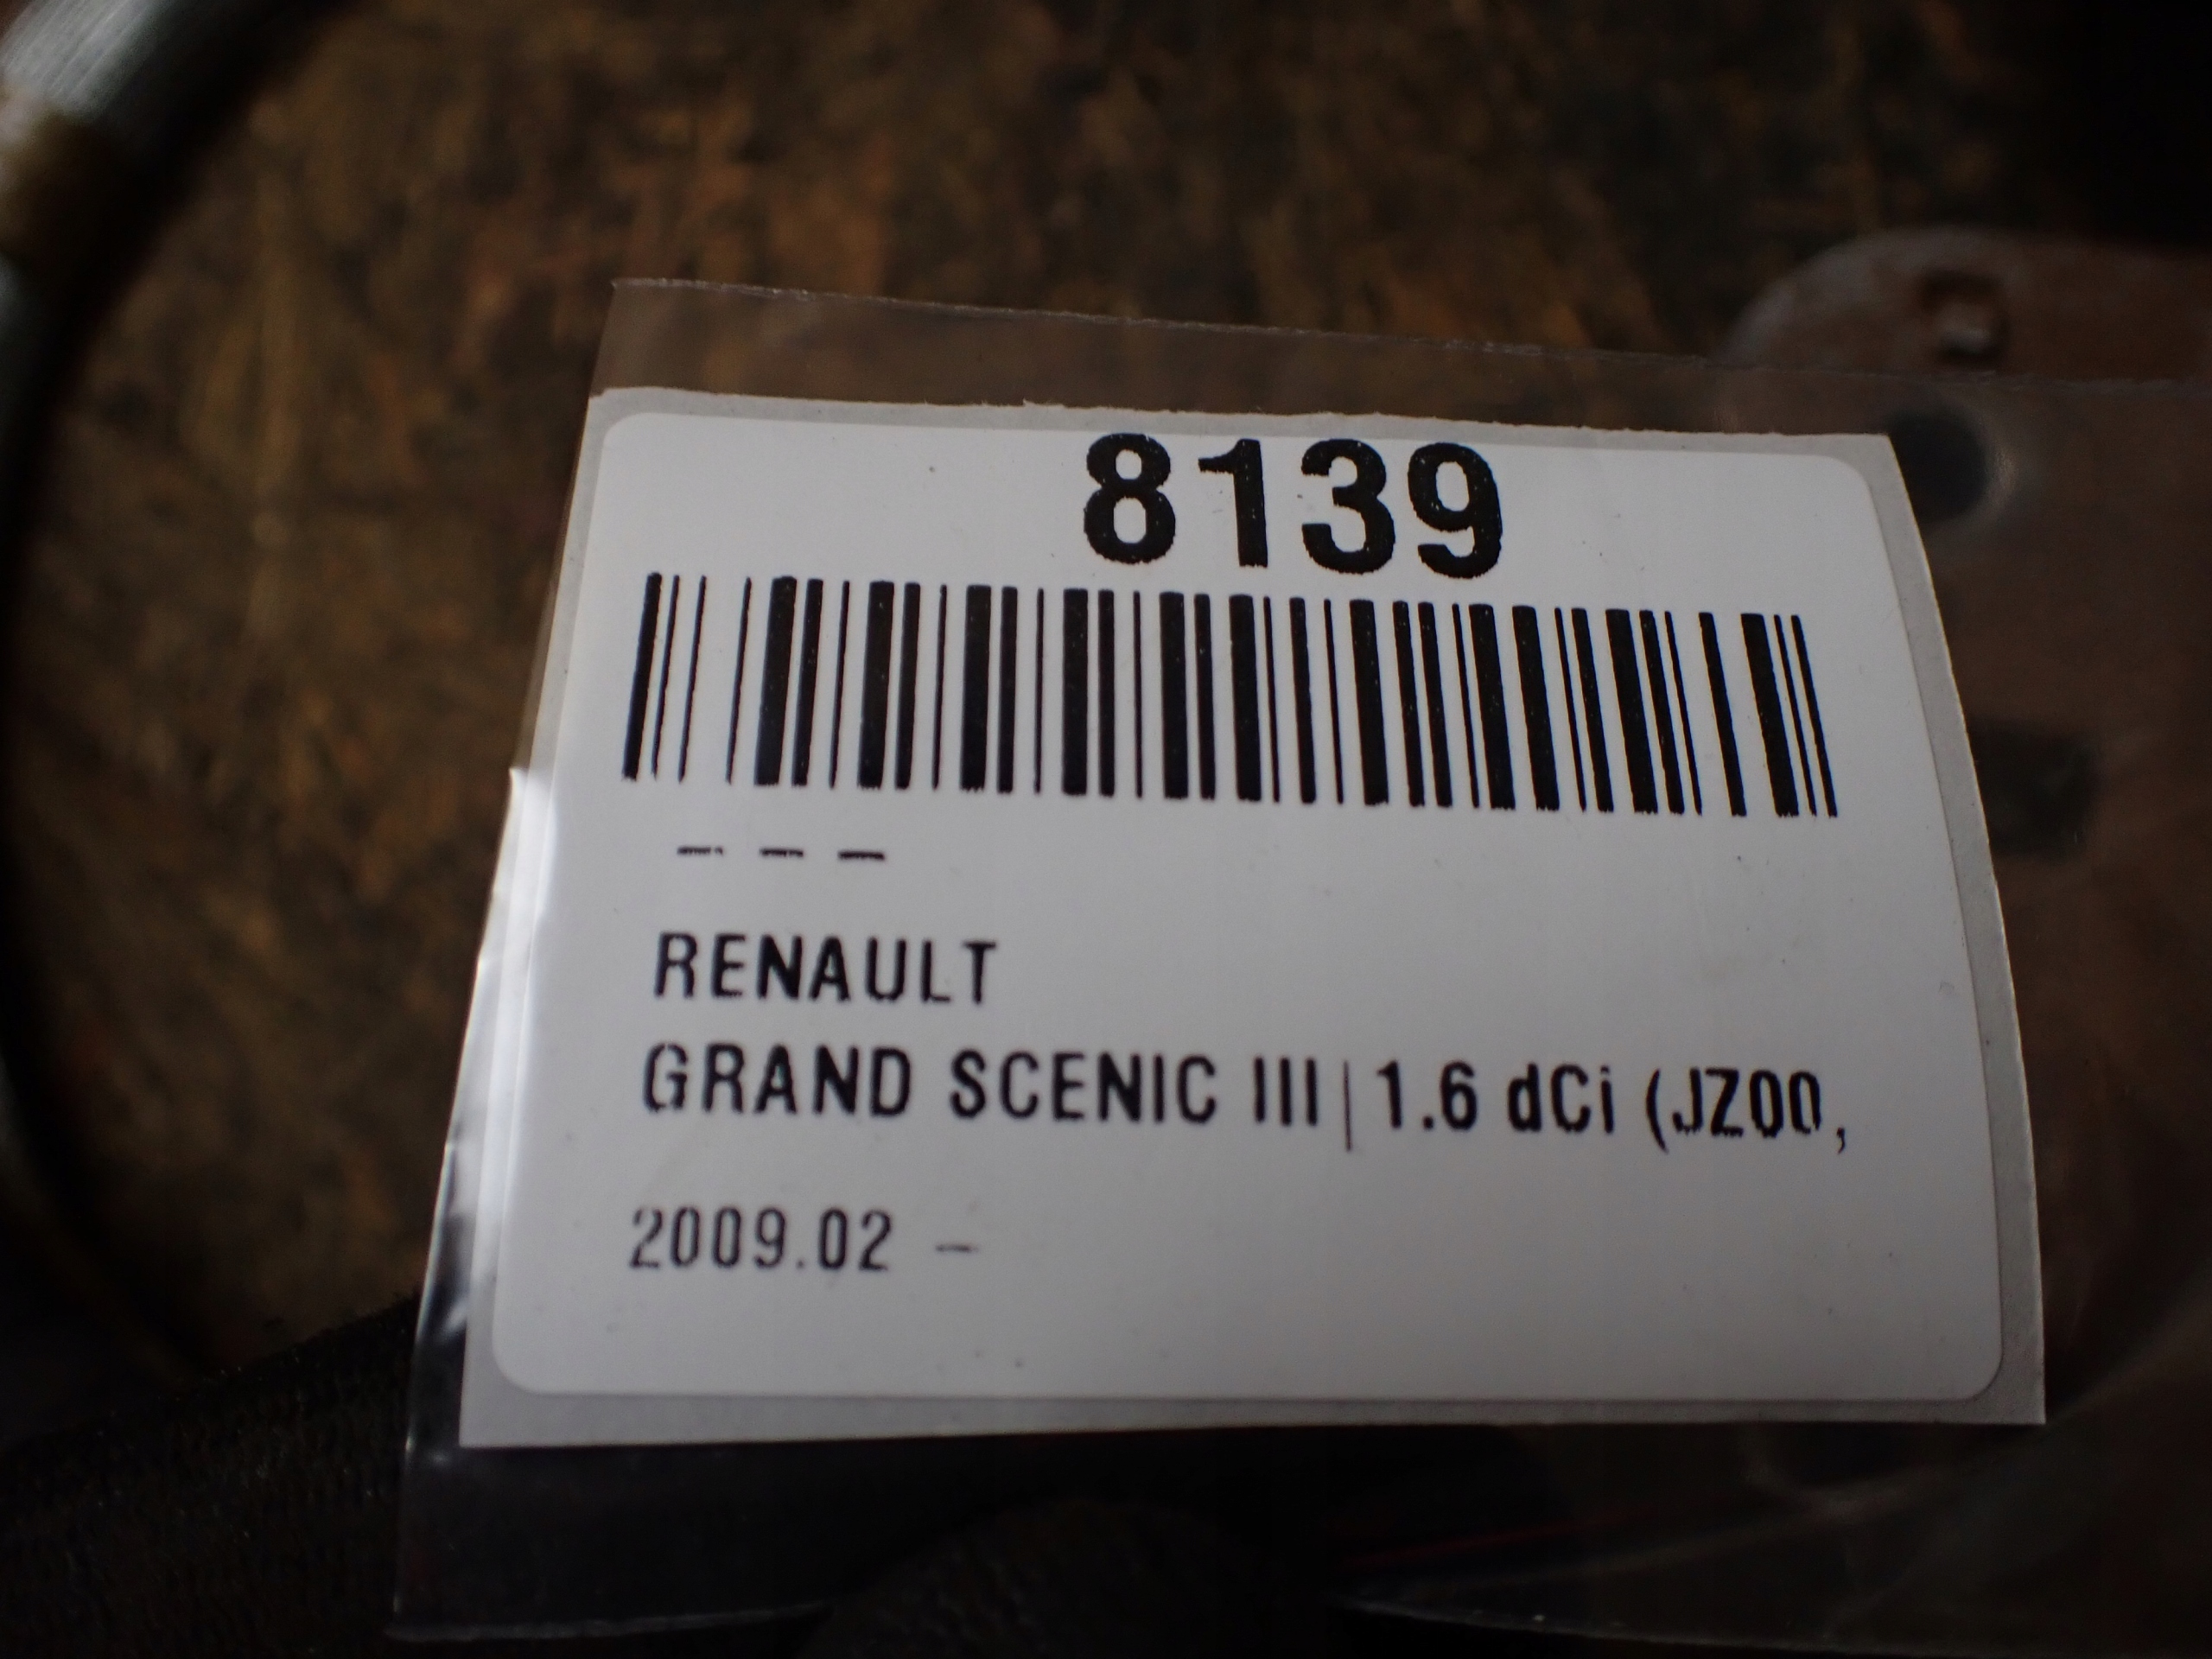 8139
– – –
RENAULT
GRAND SCENIC III | 1.6 dCi (JZ00,
2009.02 –